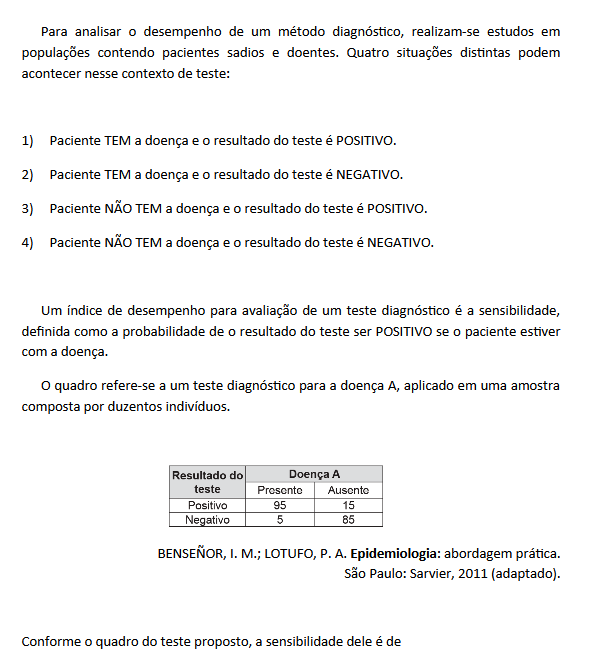 Para analisar o desempenho de um método diagnóstico, realizam-se estudos em
populações contendo pacientes sadios e doentes. Quatro situações distintas podem
acontecer nesse contexto de teste:
1) Paciente TEM a doença e o resultado do teste é POSITIVO.
2) Paciente TEM a doença e o resultado do teste é NEGATIVO.
3) Paciente NÃO TEM a doença e o resultado do teste é POSITIVO.
4) Paciente NÃO TEM a doença e o resultado do teste é NEGATIVO.
Um índice de desempenho para avaliação de um teste diagnóstico é a sensibilidade,
definida como a probabilidade de o resultado do teste ser POSITIVO se o paciente estiver
com a doença.
O quadro refere-se a um teste diagnóstico para a doença A, aplicado em uma amostra
composta por duzentos indivíduos.
Resultado do teste Doença A
Presente Ausente
Positivo 95 15
Negativo 5 85
BENSEÑOR, I. M.; LOTUFO, P. A. Epidemiologia: abordagem prática.
São Paulo: Sarvier, 2011 (adaptado).
Conforme o quadro do teste proposto, a sensibilidade dele é de